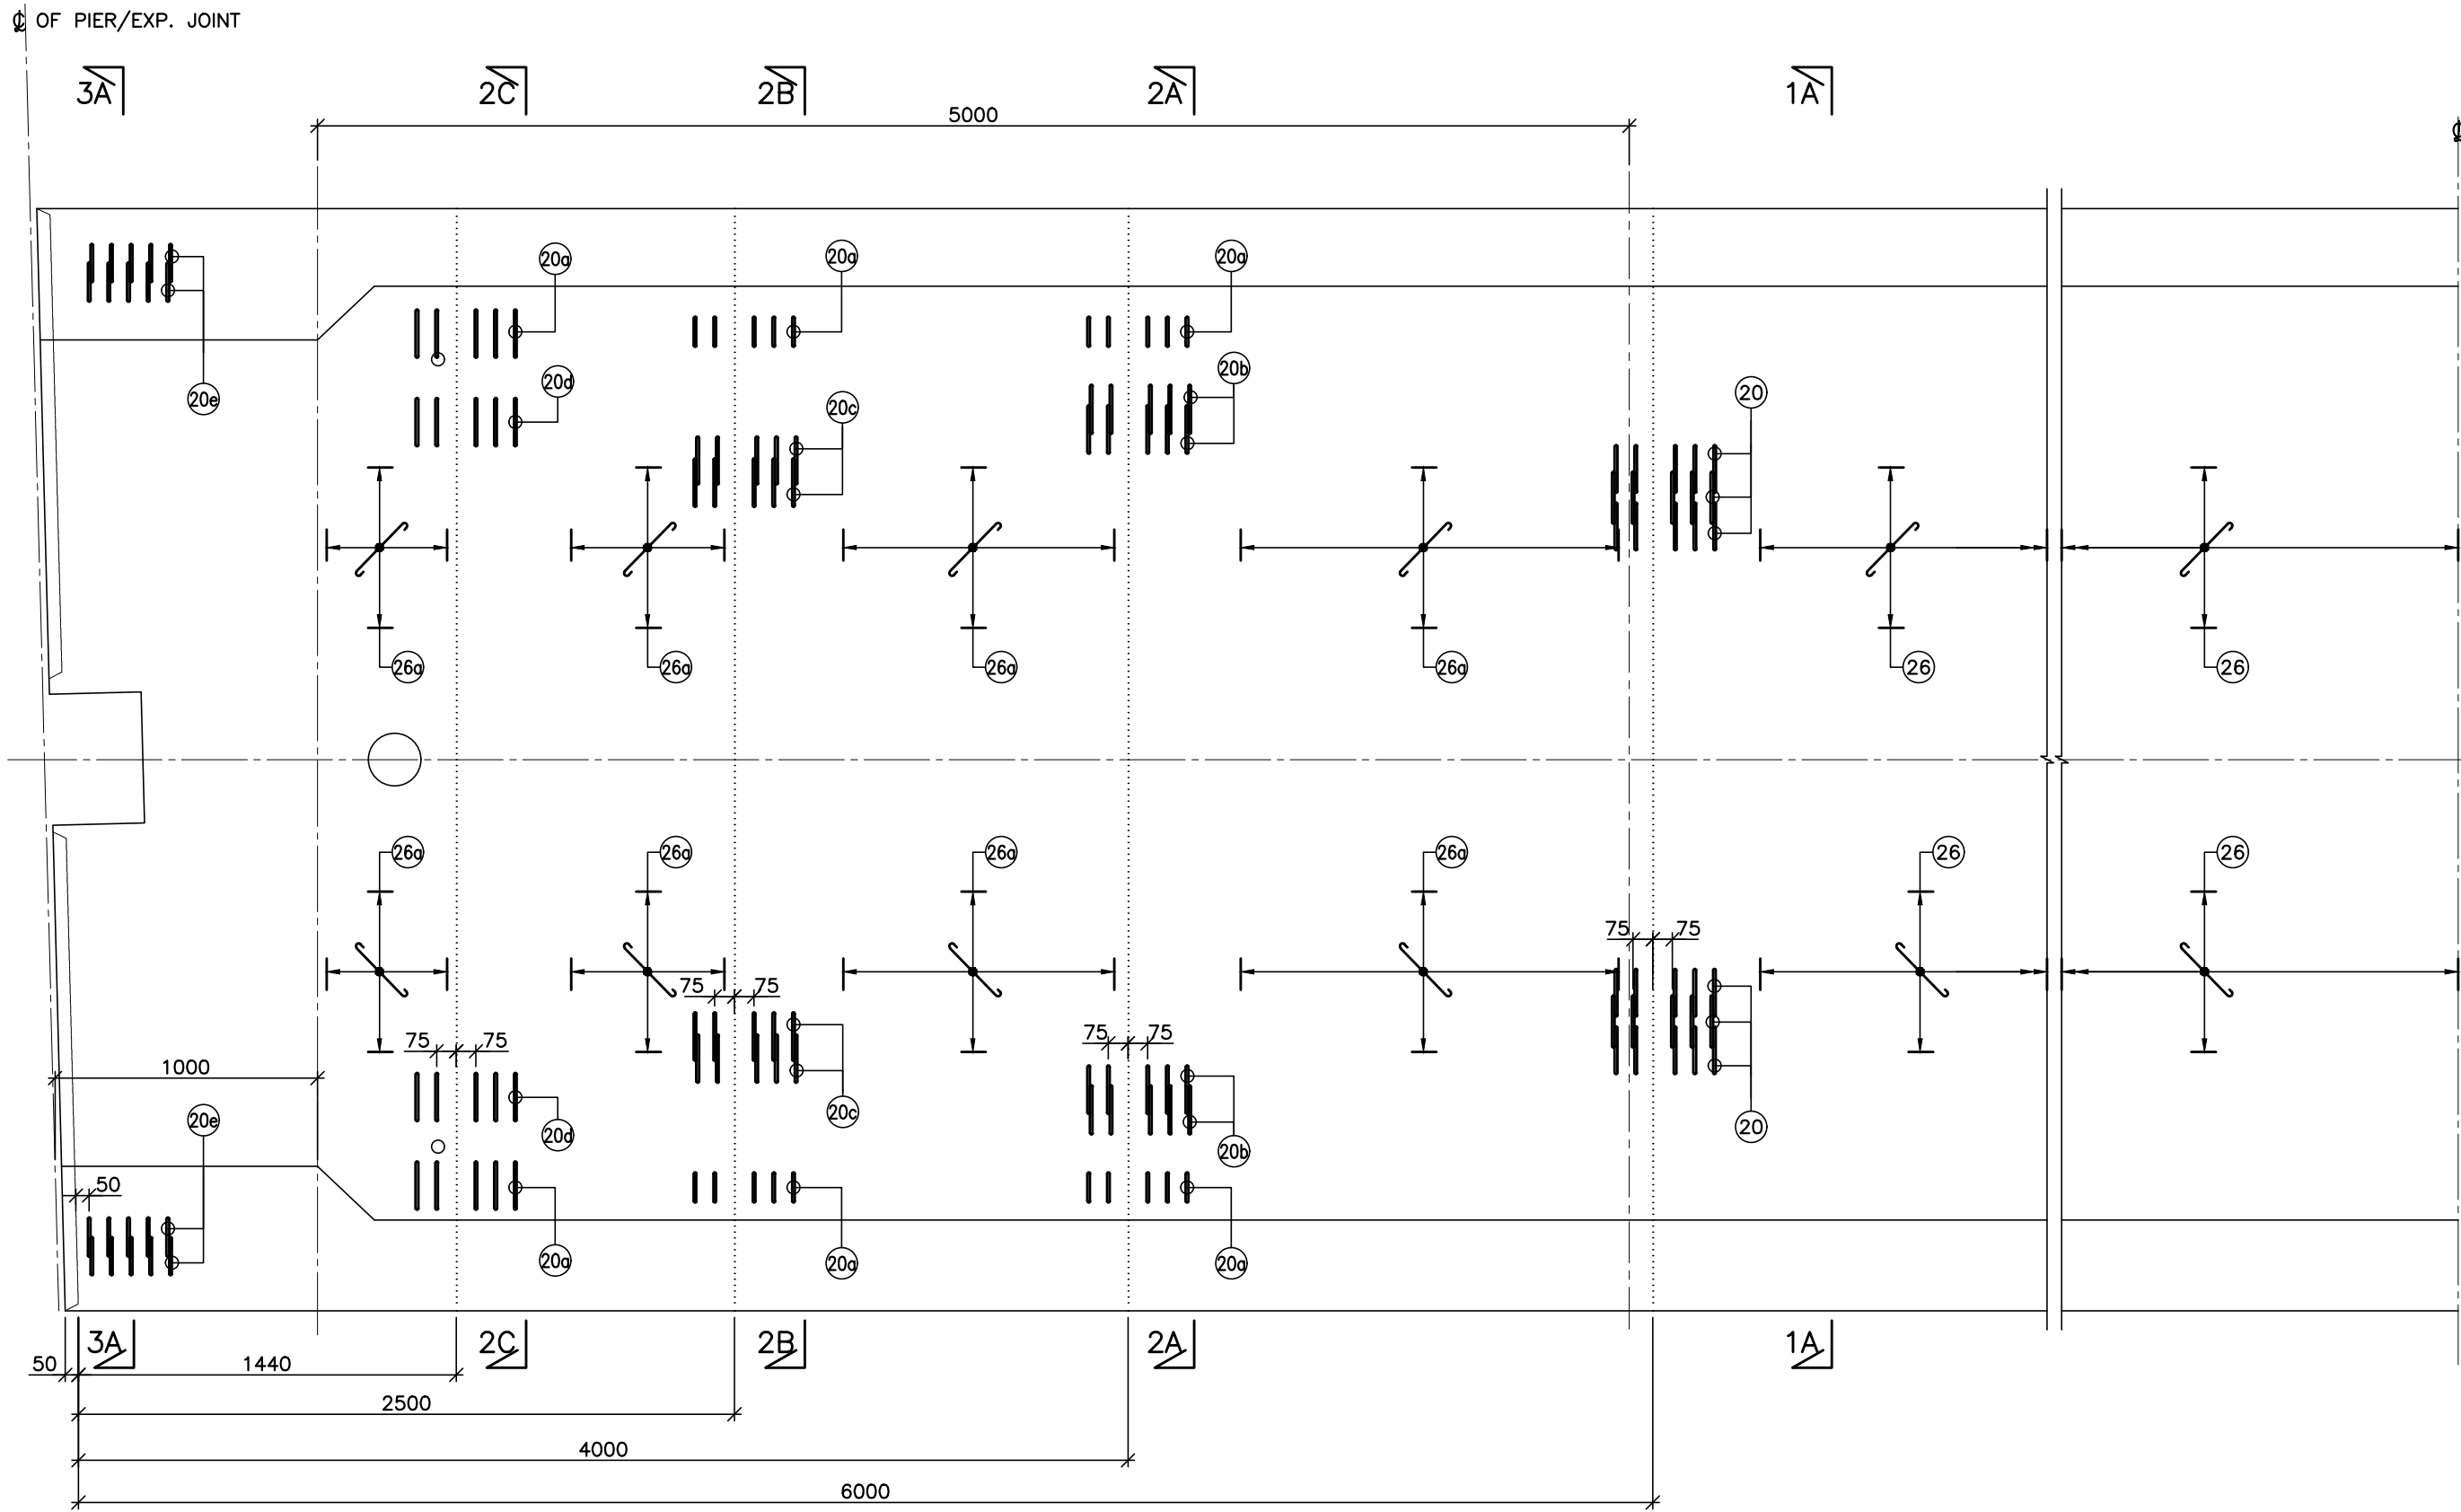 ℄ OF PIER/EXP. JOINT
3A 2C 2B 2A 1A
5000
℄
20a 20a 20a
20d 20b
20e 20c 20
26a 26a 26a 26a 26 26
26a 26a 26a 26a 26 26
75 75
75 75
75 75 75 75
1000
20e 20d 20c 20b 20
50
20a 20a 20a
3A 2C 2B 2A 1A
50 1440
2500
4000
6000